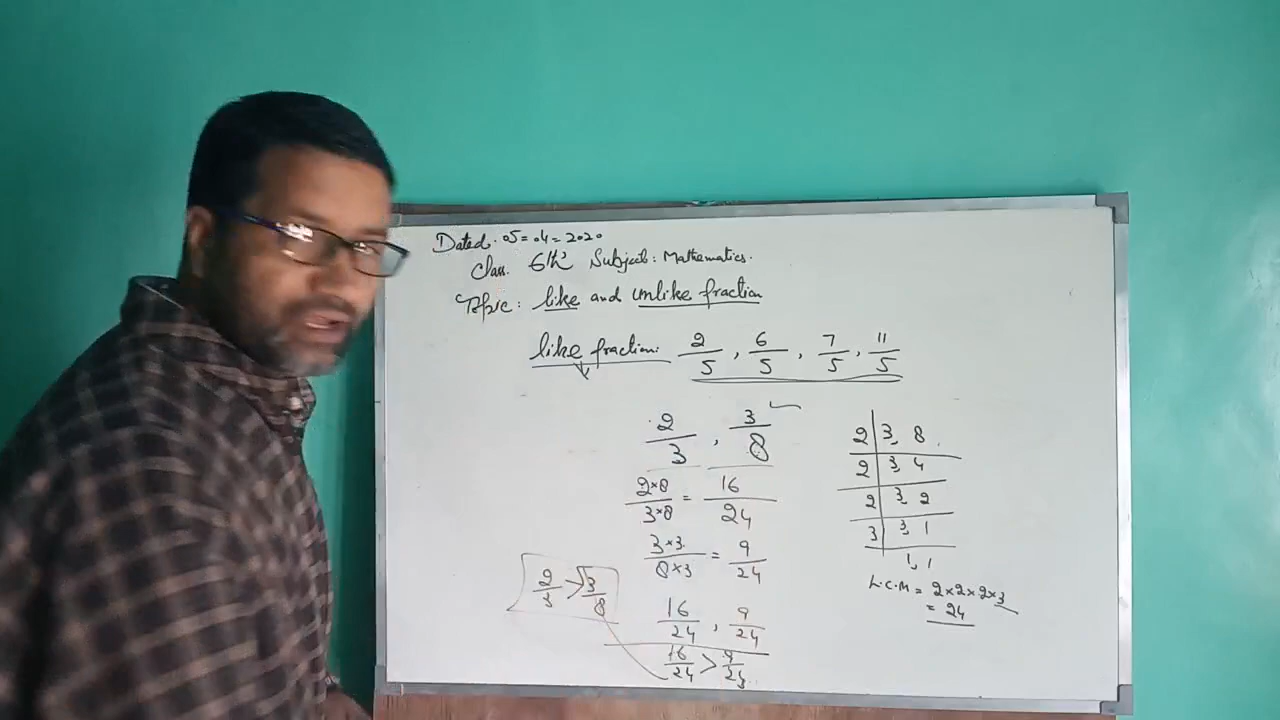 Dated. 05=04=2020
Class. 6th Subject: Mathematics.
Topic: like and unlike fraction
like fraction: 2/5, 6/5, 7/5, 11/5
2/3, 3/8
2×8/3×8 = 16/24
3×3/8×3 = 9/24
2/3 > 3/8
16/24, 9/24
16/24 > 9/24
2 | 3, 8
2 | 3, 4
2 | 3, 2
3 | 3, 1
1, 1
L.C.M = 2×2×2×3
= 24